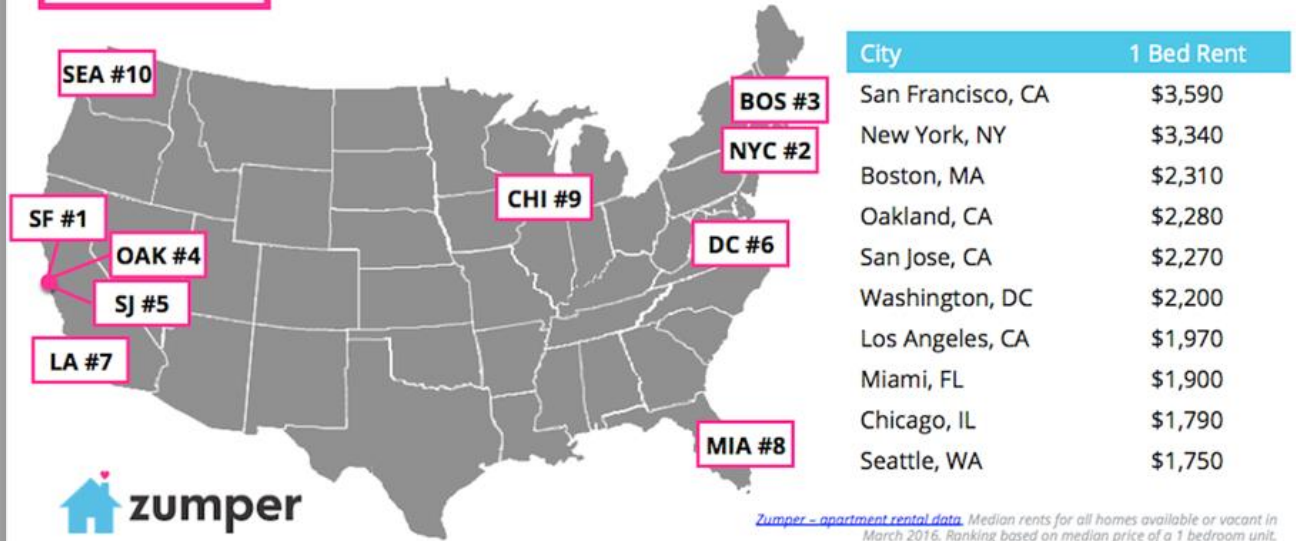 SEA #10
BOS #3
NYC #2
CHI #9
SF #1
DC #6
OAK #4
SJ #5
LA #7
MIA #8
zumper
City 1 Bed Rent
San Francisco, CA $3,590
New York, NY $3,340
Boston, MA $2,310
Oakland, CA $2,280
San Jose, CA $2,270
Washington, DC $2,200
Los Angeles, CA $1,970
Miami, FL $1,900
Chicago, IL $1,790
Seattle, WA $1,750
Zumper – apartment rental data. Median rents for all homes available or vacant in
March 2016. Ranking based on median price of a 1 bedroom unit.